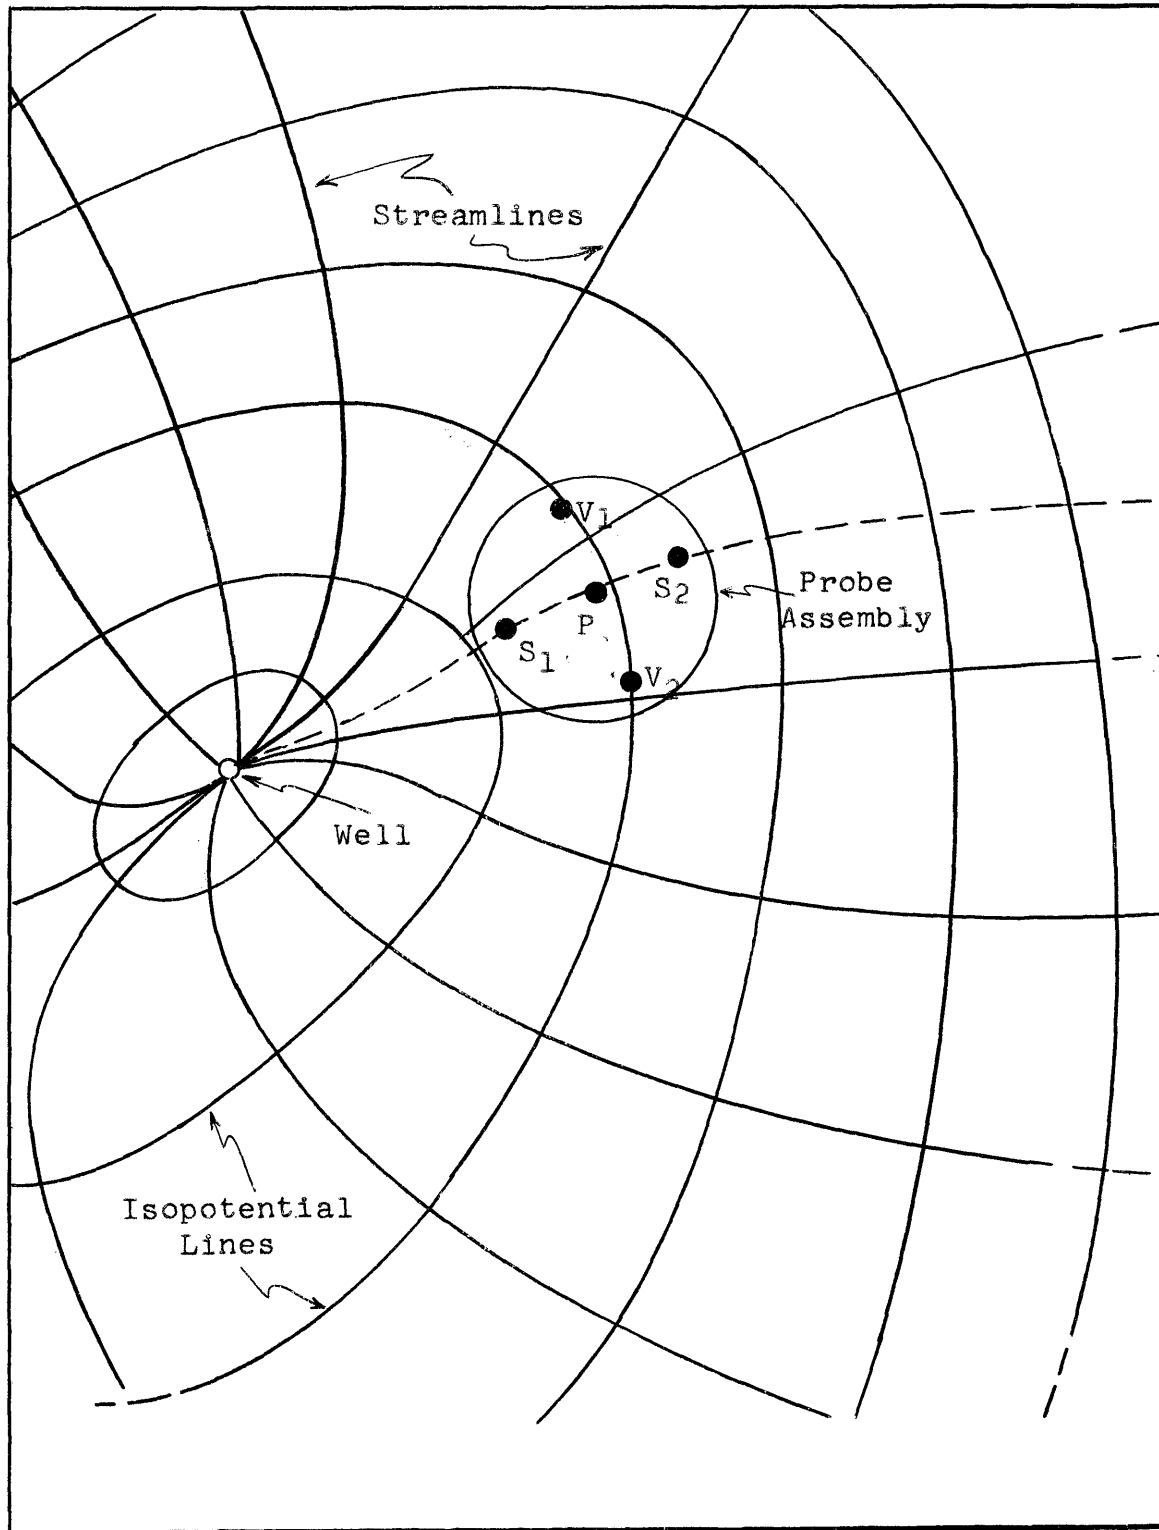 Streamlines
V1
S2
Probe
Assembly
P
S1
V2
Well
Isopotential
Lines